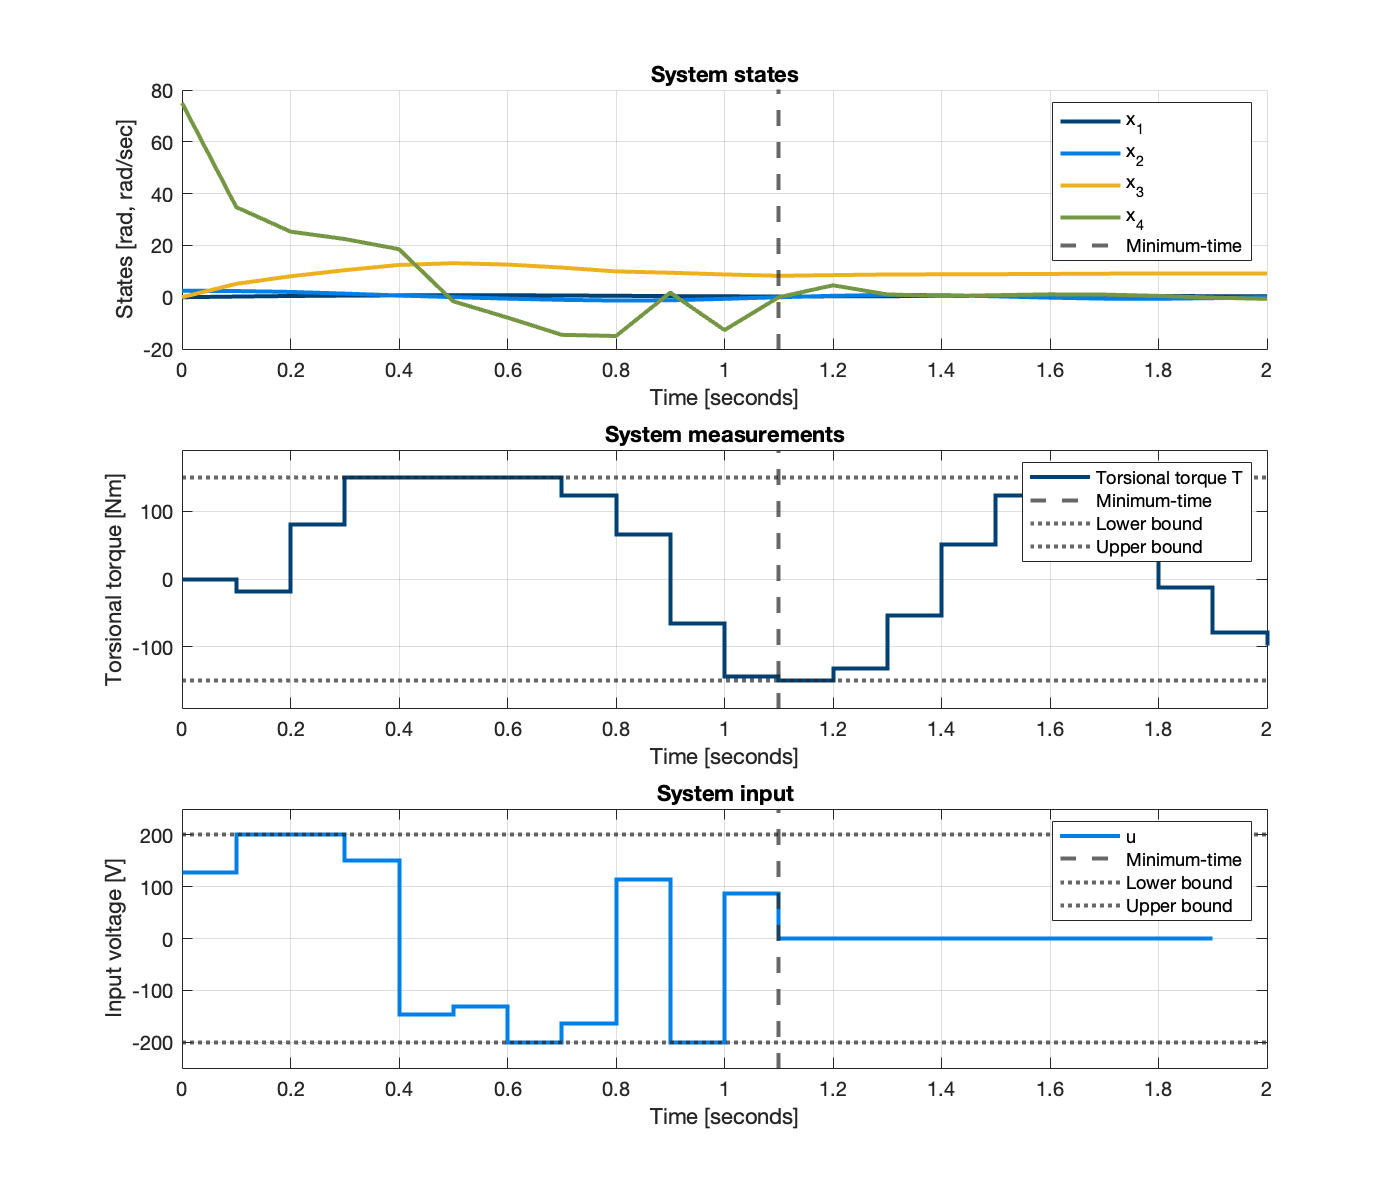 System states
States [rad, rad/sec]
80
60
40
20
0
-20
0 0.2 0.4 0.6 0.8 1 1.2 1.4 1.6 1.8 2
Time [seconds]
x1
x2
x3
x4
Minimum-time
System measurements
Torsional torque [Nm]
100
0
-100
0 0.2 0.4 0.6 0.8 1 1.2 1.4 1.6 1.8 2
Time [seconds]
Torsional torque T
Minimum-time
Lower bound
Upper bound
System input
Input voltage [V]
200
100
0
-100
-200
0 0.2 0.4 0.6 0.8 1 1.2 1.4 1.6 1.8 2
Time [seconds]
u
Minimum-time
Lower bound
Upper bound